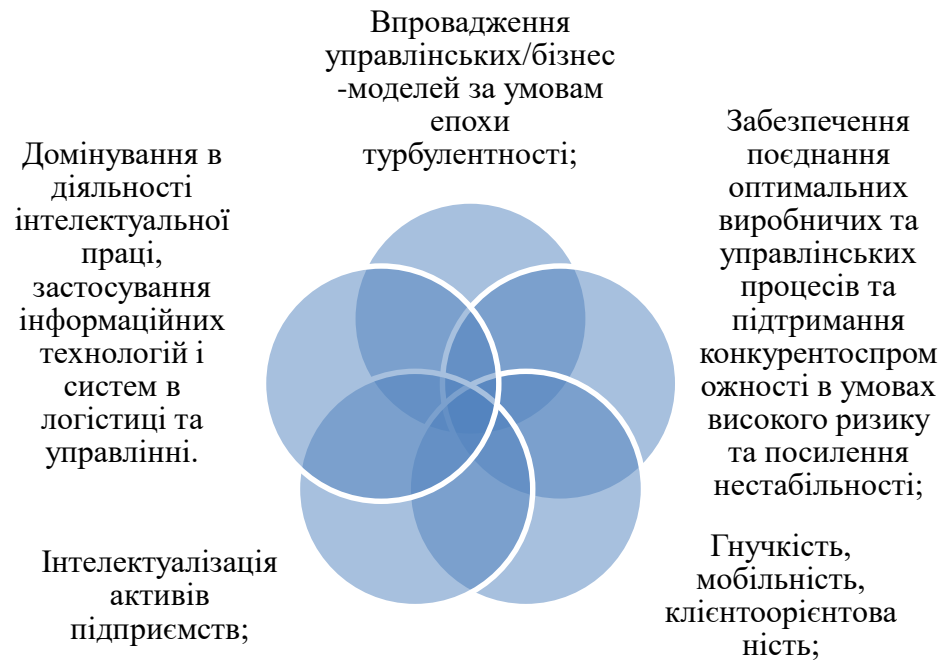 Впровадження
управлінських/бізнес
-моделей за умовам
епохи
турбулентності;
Забезпечення
поєднання
оптимальних
виробничих та
управлінських
процесів та
підтримання
конкурентоспром
ожності в умовах
високого ризику
та посилення
нестабільності;
Гнучкість,
мобільність,
клієнтоорієнтова
ність;
Інтелектуалізація
активів
підприємств;
Домінування в
діяльності
інтелектуальної
праці,
застосування
інформаційних
технологій і
систем в
логістиці та
управлінні.